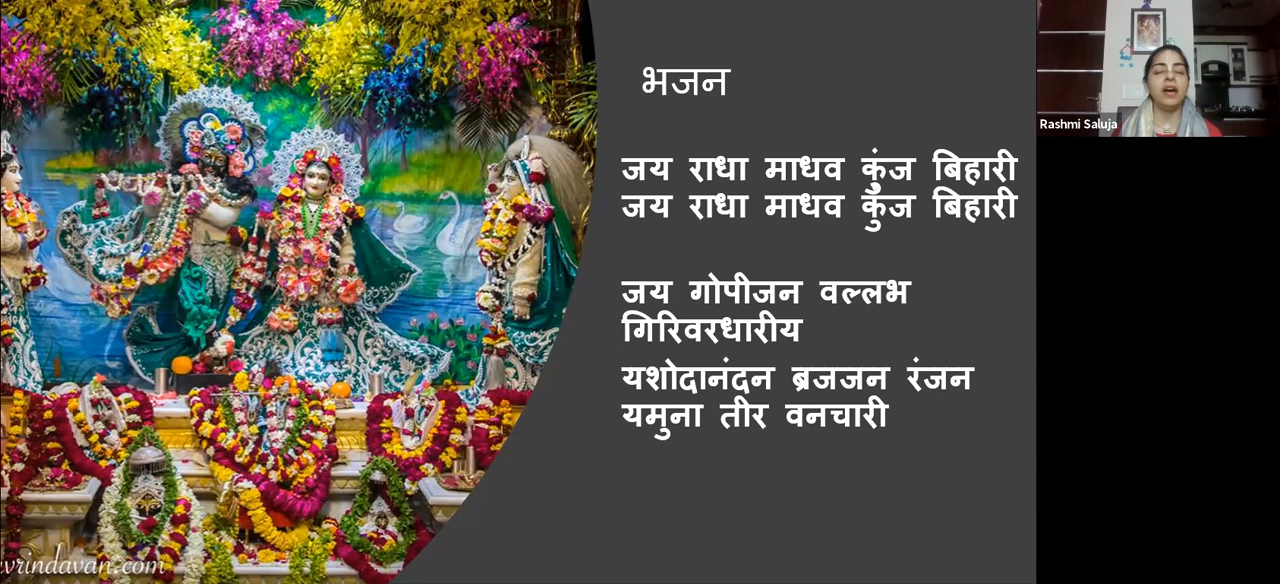 भजन
जय राधा माधव कुंज बिहारी
जय राधा माधव कुंज बिहारी
जय गोपीजन वल्लभ
गिरिवरधारीय
यशोदानंदन ब्रजजन रंजन
यमुना तीर वनचारी
Rashmi Saluja
vrindavan.com